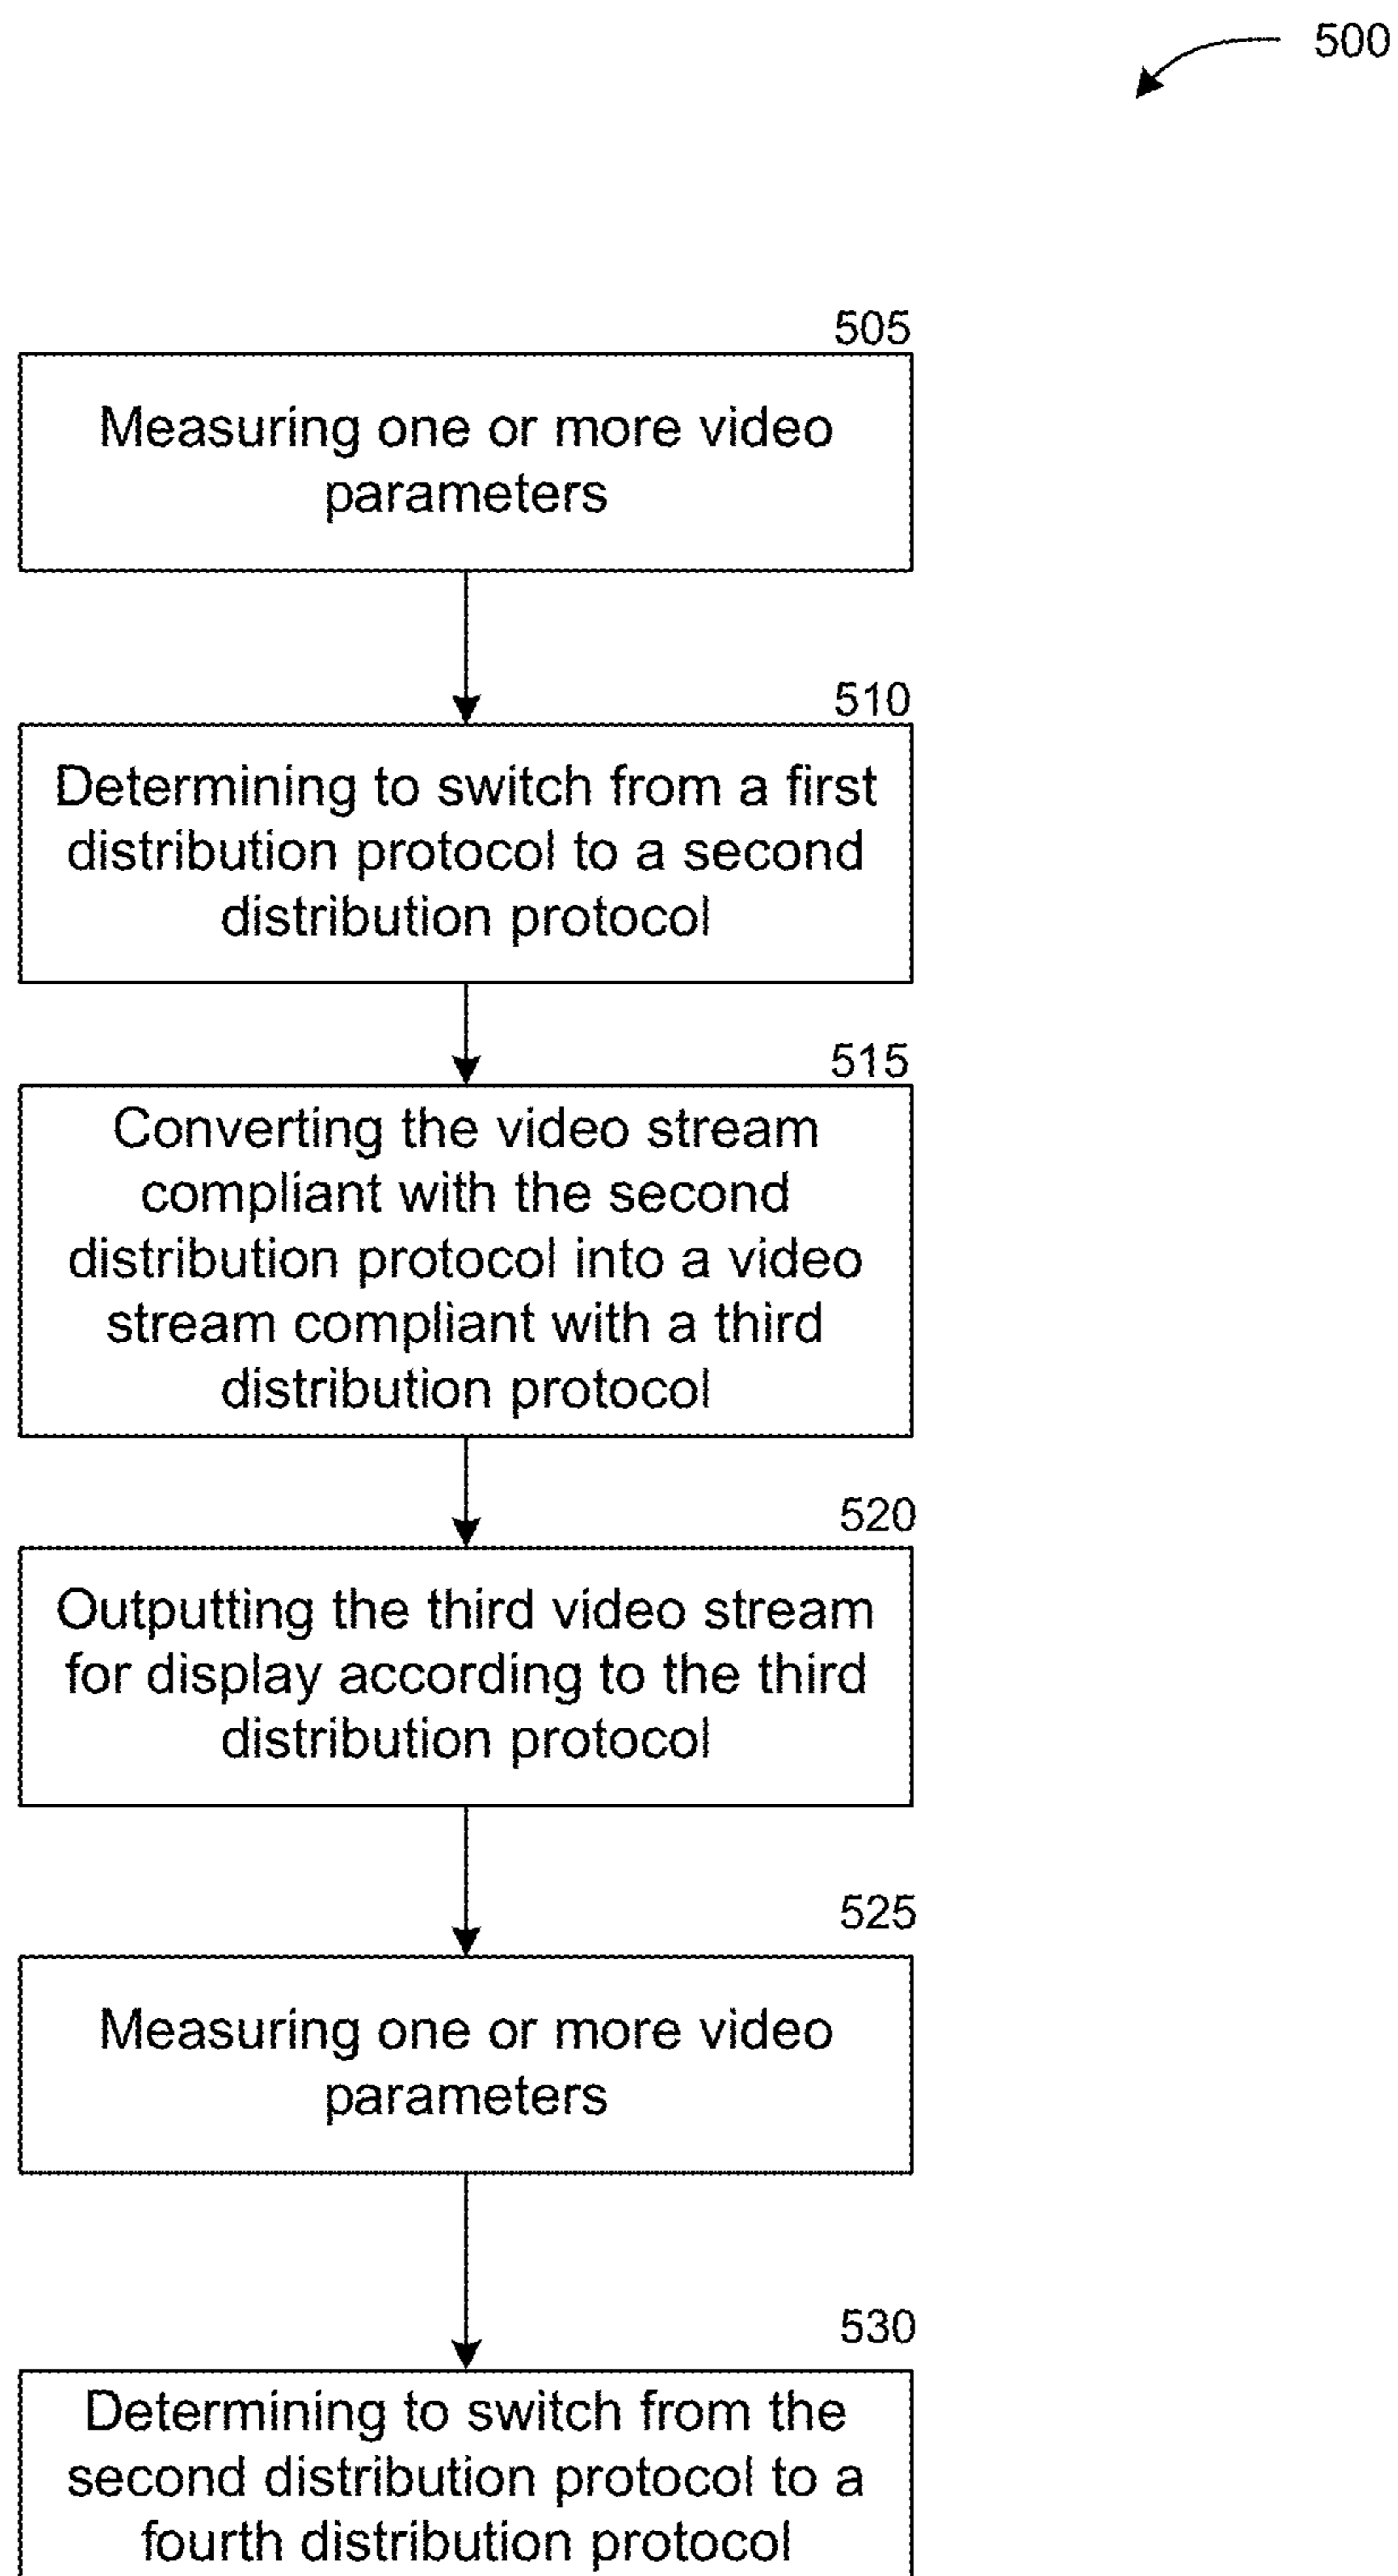 500
505
Measuring one or more video
parameters
510
Determining to switch from a first
distribution protocol to a second
distribution protocol
515
Converting the video stream
compliant with the second
distribution protocol into a video
stream compliant with a third
distribution protocol
520
Outputting the third video stream
for display according to the third
distribution protocol
525
Measuring one or more video
parameters
530
Determining to switch from the
second distribution protocol to a
fourth distribution protocol